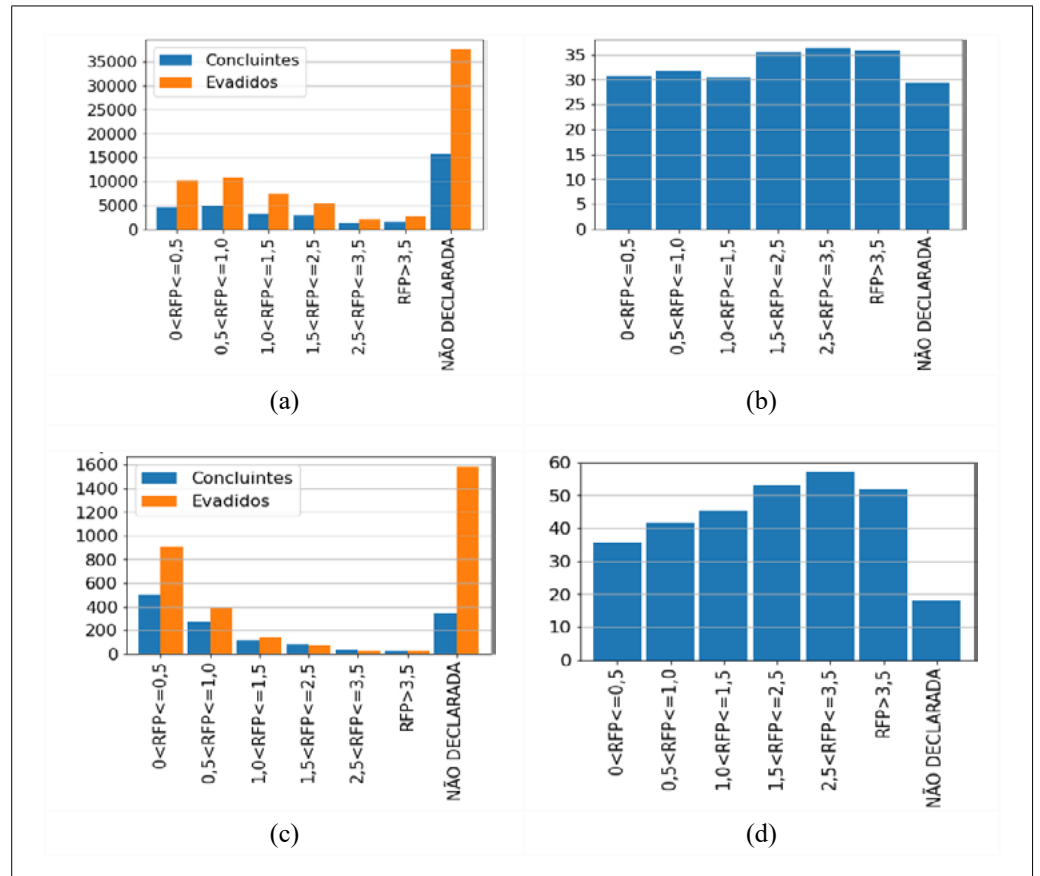 35000
30000
25000
20000
15000
10000
5000
0
Concluintes
Evadidos
0<RFP<=0,5
0,5<RFP<=1,0
1,0<RFP<=1,5
1,5<RFP<=2,5
2,5<RFP<=3,5
RFP>3,5
NÃO DECLARADA
(a)
35
30
25
20
15
10
5
0
0<RFP<=0,5
0,5<RFP<=1,0
1,0<RFP<=1,5
1,5<RFP<=2,5
2,5<RFP<=3,5
RFP>3,5
NÃO DECLARADA
(b)
1600
1400
1200
1000
800
600
400
200
0
Concluintes
Evadidos
0<RFP<=0,5
0,5<RFP<=1,0
1,0<RFP<=1,5
1,5<RFP<=2,5
2,5<RFP<=3,5
RFP>3,5
NÃO DECLARADA
(c)
60
50
40
30
20
10
0
0<RFP<=0,5
0,5<RFP<=1,0
1,0<RFP<=1,5
1,5<RFP<=2,5
2,5<RFP<=3,5
RFP>3,5
NÃO DECLARADA
(d)